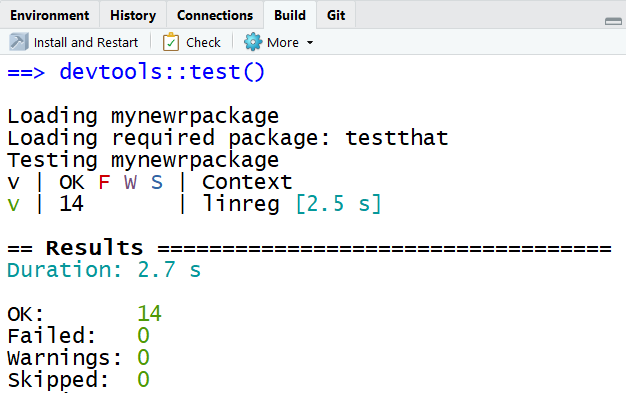 Environment History Connections Build Git
Install and Restart Check More
==> devtools::test()
Loading mynewrpackage
Loading required package: testthat
Testing mynewrpackage
v | OK F W S | Context
v | 14       | linreg [2.5 s]
== Results ===================================
Duration: 2.7 s
OK:       14
Failed:   0
Warnings: 0
Skipped:  0